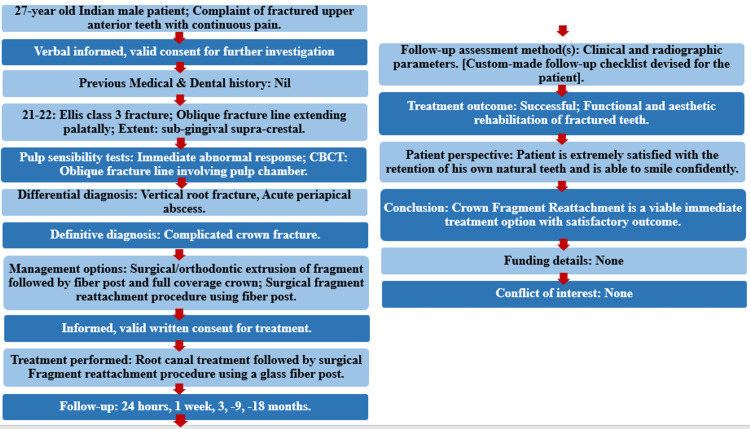 27-year old Indian male patient; Complaint of fractured upper
anterior teeth with continuous pain.
Verbal informed, valid consent for further investigation
Previous Medical & Dental history: Nil
21-22: Ellis class 3 fracture; Oblique fracture line extending
palatally; Extent: sub-gingival supra-crestal.
Pulp sensibility tests: Immediate abnormal response; CBCT:
Oblique fracture line involving pulp chamber.
Differential diagnosis: Vertical root fracture, Acute periapical
abscess.
Definitive diagnosis: Complicated crown fracture.
Management options: Surgical/orthodontic extrusion of fragment
followed by fiber post and full coverage crown; Surgical fragment
reattachment procedure using fiber post.
Informed, valid written consent for treatment.
Treatment performed: Root canal treatment followed by surgical
Fragment reattachment procedure using a glass fiber post.
Follow-up: 24 hours, 1 week, 3, -9, -18 months.
Follow-up assessment method(s): Clinical and radiographic
parameters. [Custom-made follow-up checklist devised for the
patient].
Treatment outcome: Successful; Functional and aesthetic
rehabilitation of fractured teeth.
Patient perspective: Patient is extremely satisfied with the
retention of his own natural teeth and is able to smile confidently.
Conclusion: Crown Fragment Reattachment is a viable immediate
treatment option with satisfactory outcome.
Funding details: None
Conflict of interest: None